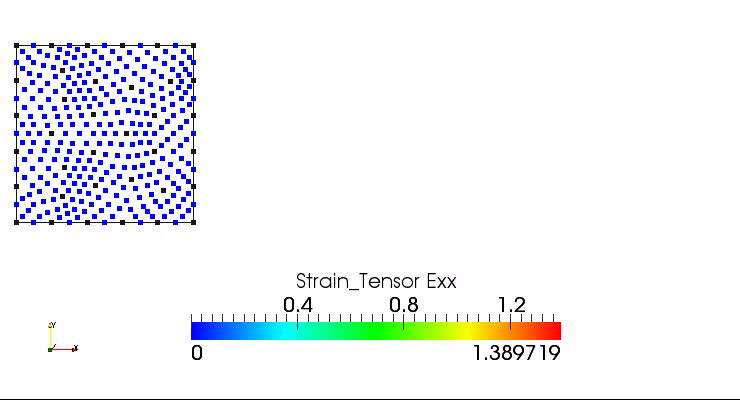 Strain_Tensor Exx
0.4 0.8 1.2
0 1.389719
Y
Z X